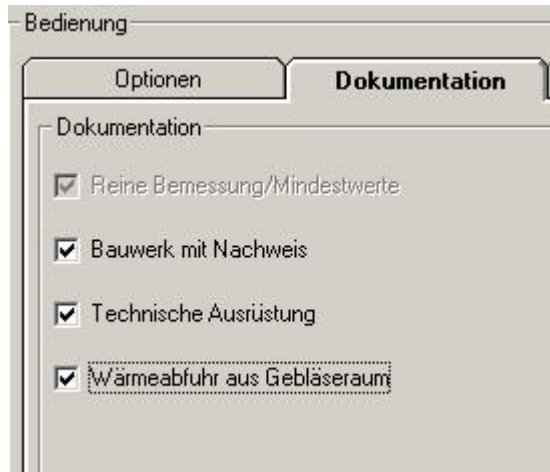 Bedienung
Optionen Dokumentation
Dokumentation
Reine Bemessung/Mindestwerte
Bauwerk mit Nachweis
Technische Ausrüstung
Wärmeabfuhr aus Gebläseraum